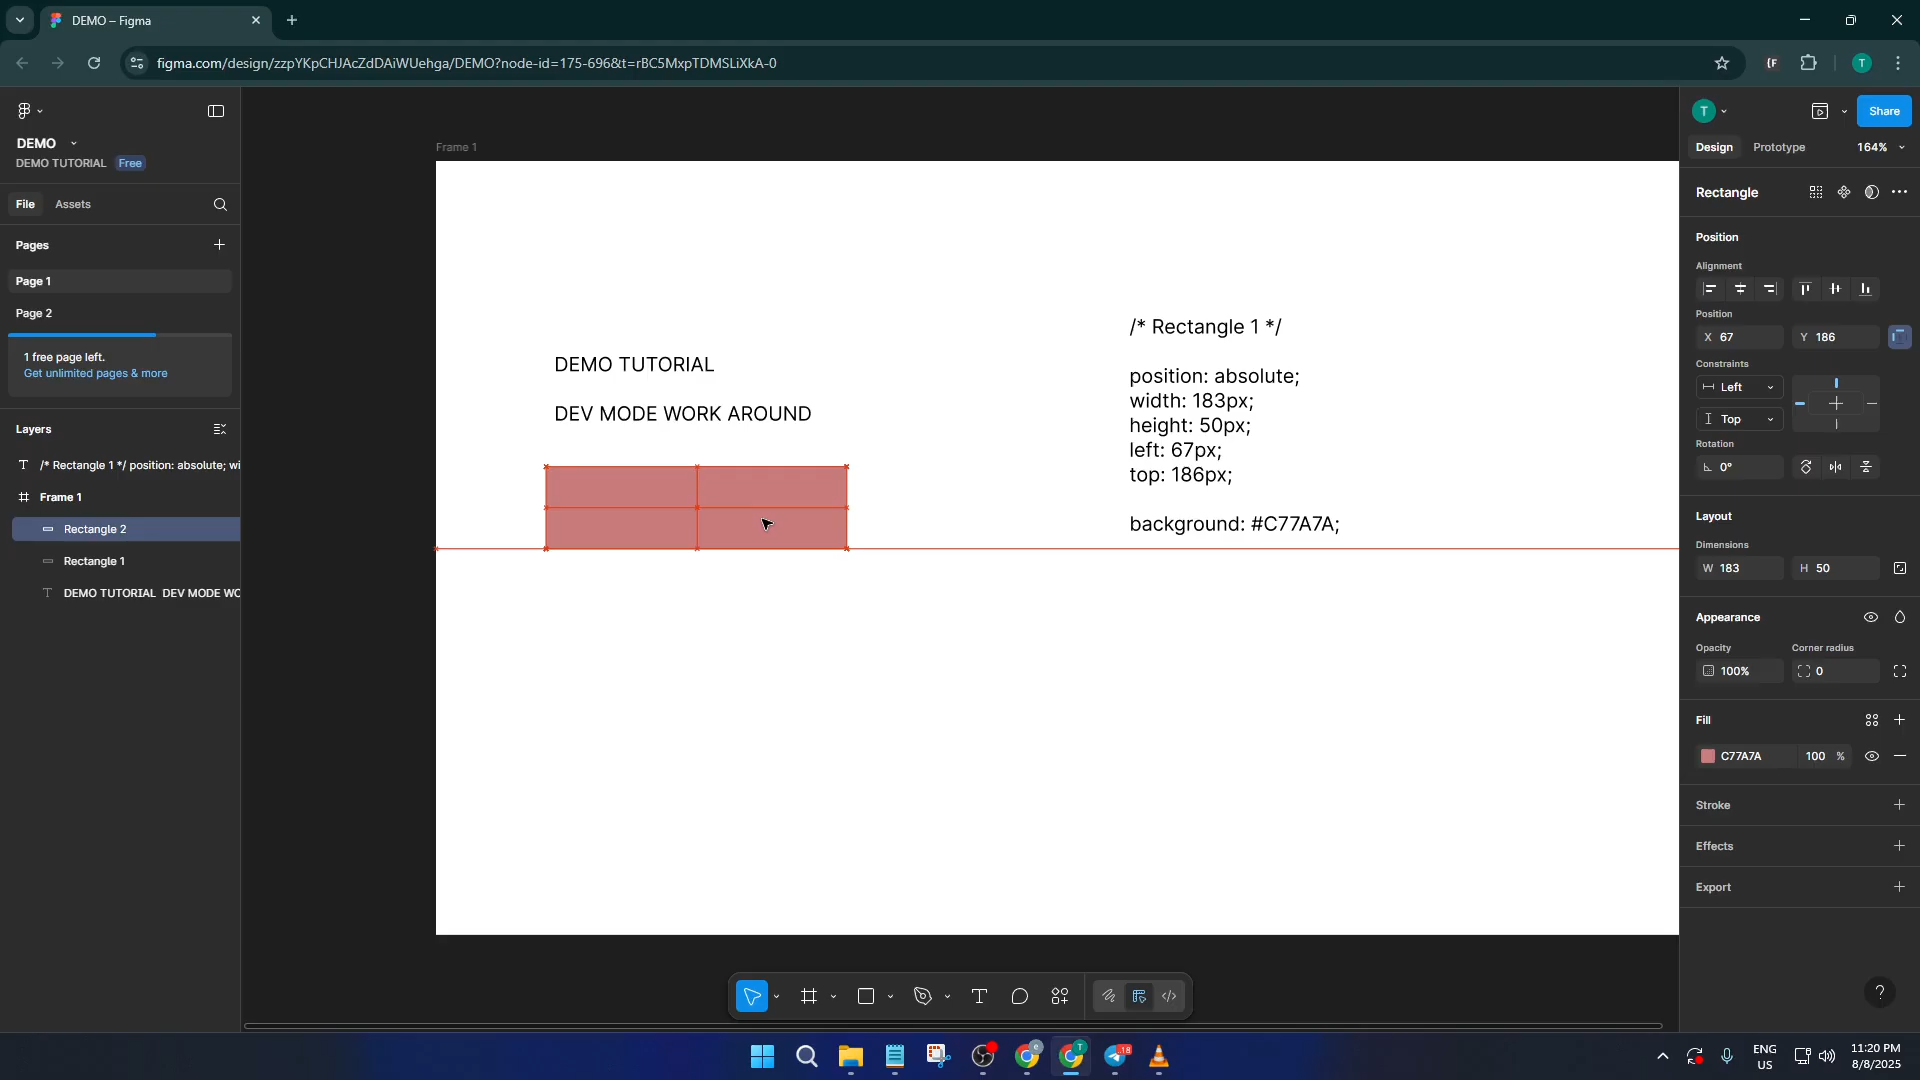 DEMO – Figma
figma.com/design/zzpYKpCHJAcZdDAiWUehga/DEMO?node-id=175-696&t=rBC5MxpTDMSLiXkA-0
T
DEMO
DEMO TUTORIAL Free
File Assets
Pages
Page 1
Page 2
1 free page left.
Get unlimited pages & more
Layers
/* Rectangle 1 */ position: absolute; wi
Frame 1
Rectangle 2
Rectangle 1
DEMO TUTORIAL DEV MODE WO
Frame 1
DEMO TUTORIAL
DEV MODE WORK AROUND
/* Rectangle 1 */
position: absolute;
width: 183px;
height: 50px;
left: 67px;
top: 186px;
background: #C77A7A;
T
Share
Design Prototype 164%
Rectangle
Position
Alignment
Position
X 67 Y 186
Constraints
Left
Top
Rotation
0°
Layout
Dimensions
W 183 H 50
Appearance
Opacity Corner radius
100% 0
Fill
C77A7A 100 %
Stroke
Effects
Export
?
ENG
US
11:20 PM
8/8/2025